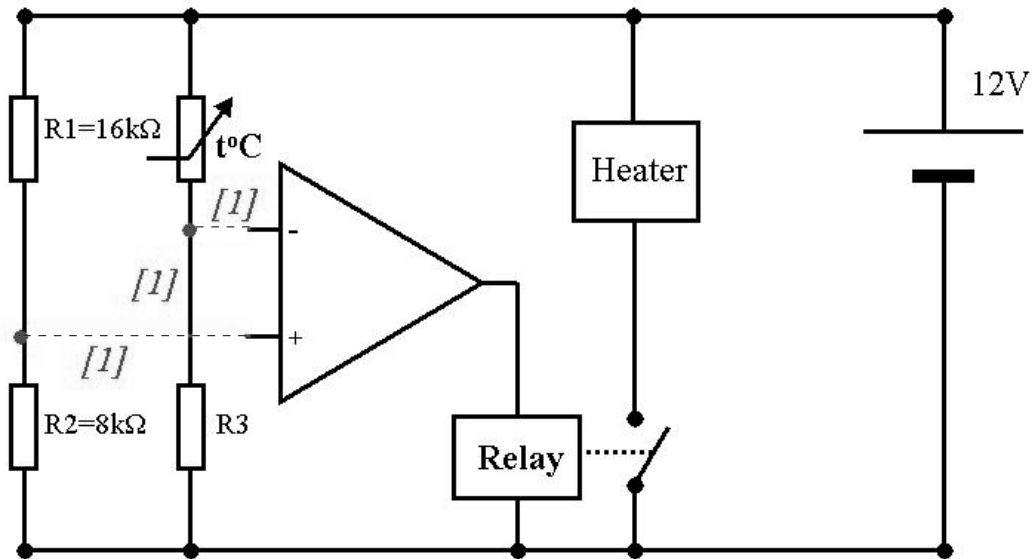 12V
R1=16kΩ
t°C
Heater
[1]
-
[1]
+
[1]
R2=8kΩ
R3
Relay